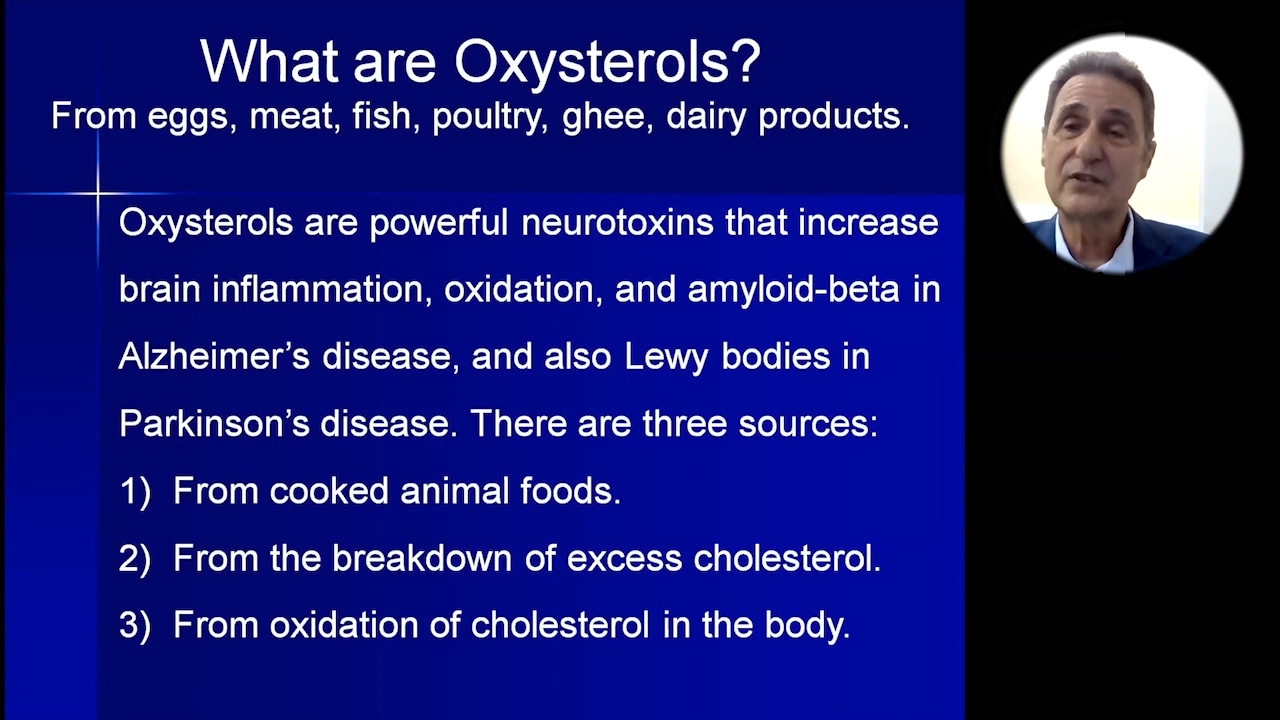 What are Oxysterols?
From eggs, meat, fish, poultry, ghee, dairy products.
Oxysterols are powerful neurotoxins that increase
brain inflammation, oxidation, and amyloid-beta in
Alzheimer’s disease, and also Lewy bodies in
Parkinson’s disease. There are three sources:
1) From cooked animal foods.
2) From the breakdown of excess cholesterol.
3) From oxidation of cholesterol in the body.